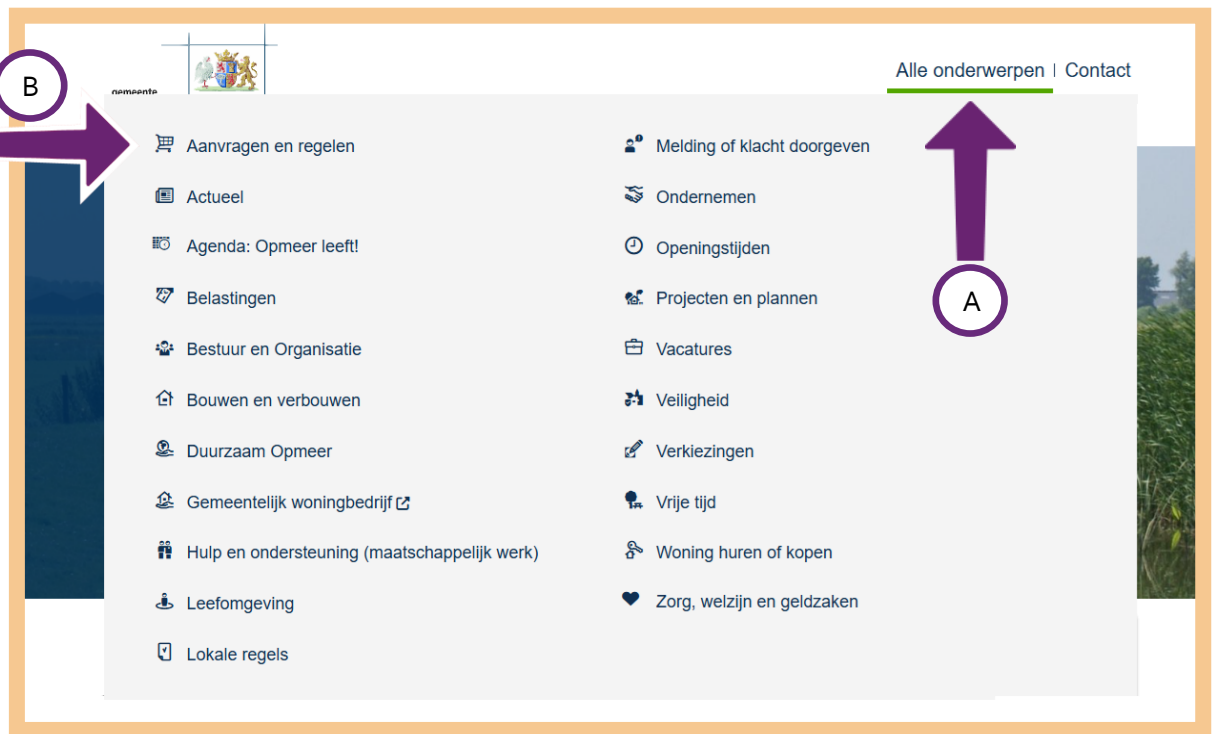 Alle onderwerpen | Contact
B
gemeente
Aanvragen en regelen
Actueel
Agenda: Opmeer leeft!
Belastingen
Bestuur en Organisatie
Bouwen en verbouwen
Duurzaam Opmeer
Gemeentelijk woningbedrijf
Hulp en ondersteuning (maatschappelijk werk)
Leefomgeving
Lokale regels
Melding of klacht doorgeven
Ondernemen
Openingstijden
Projecten en plannen
Vacatures
Veiligheid
Verkiezingen
Vrije tijd
Woning huren of kopen
Zorg, welzijn en geldzaken
A